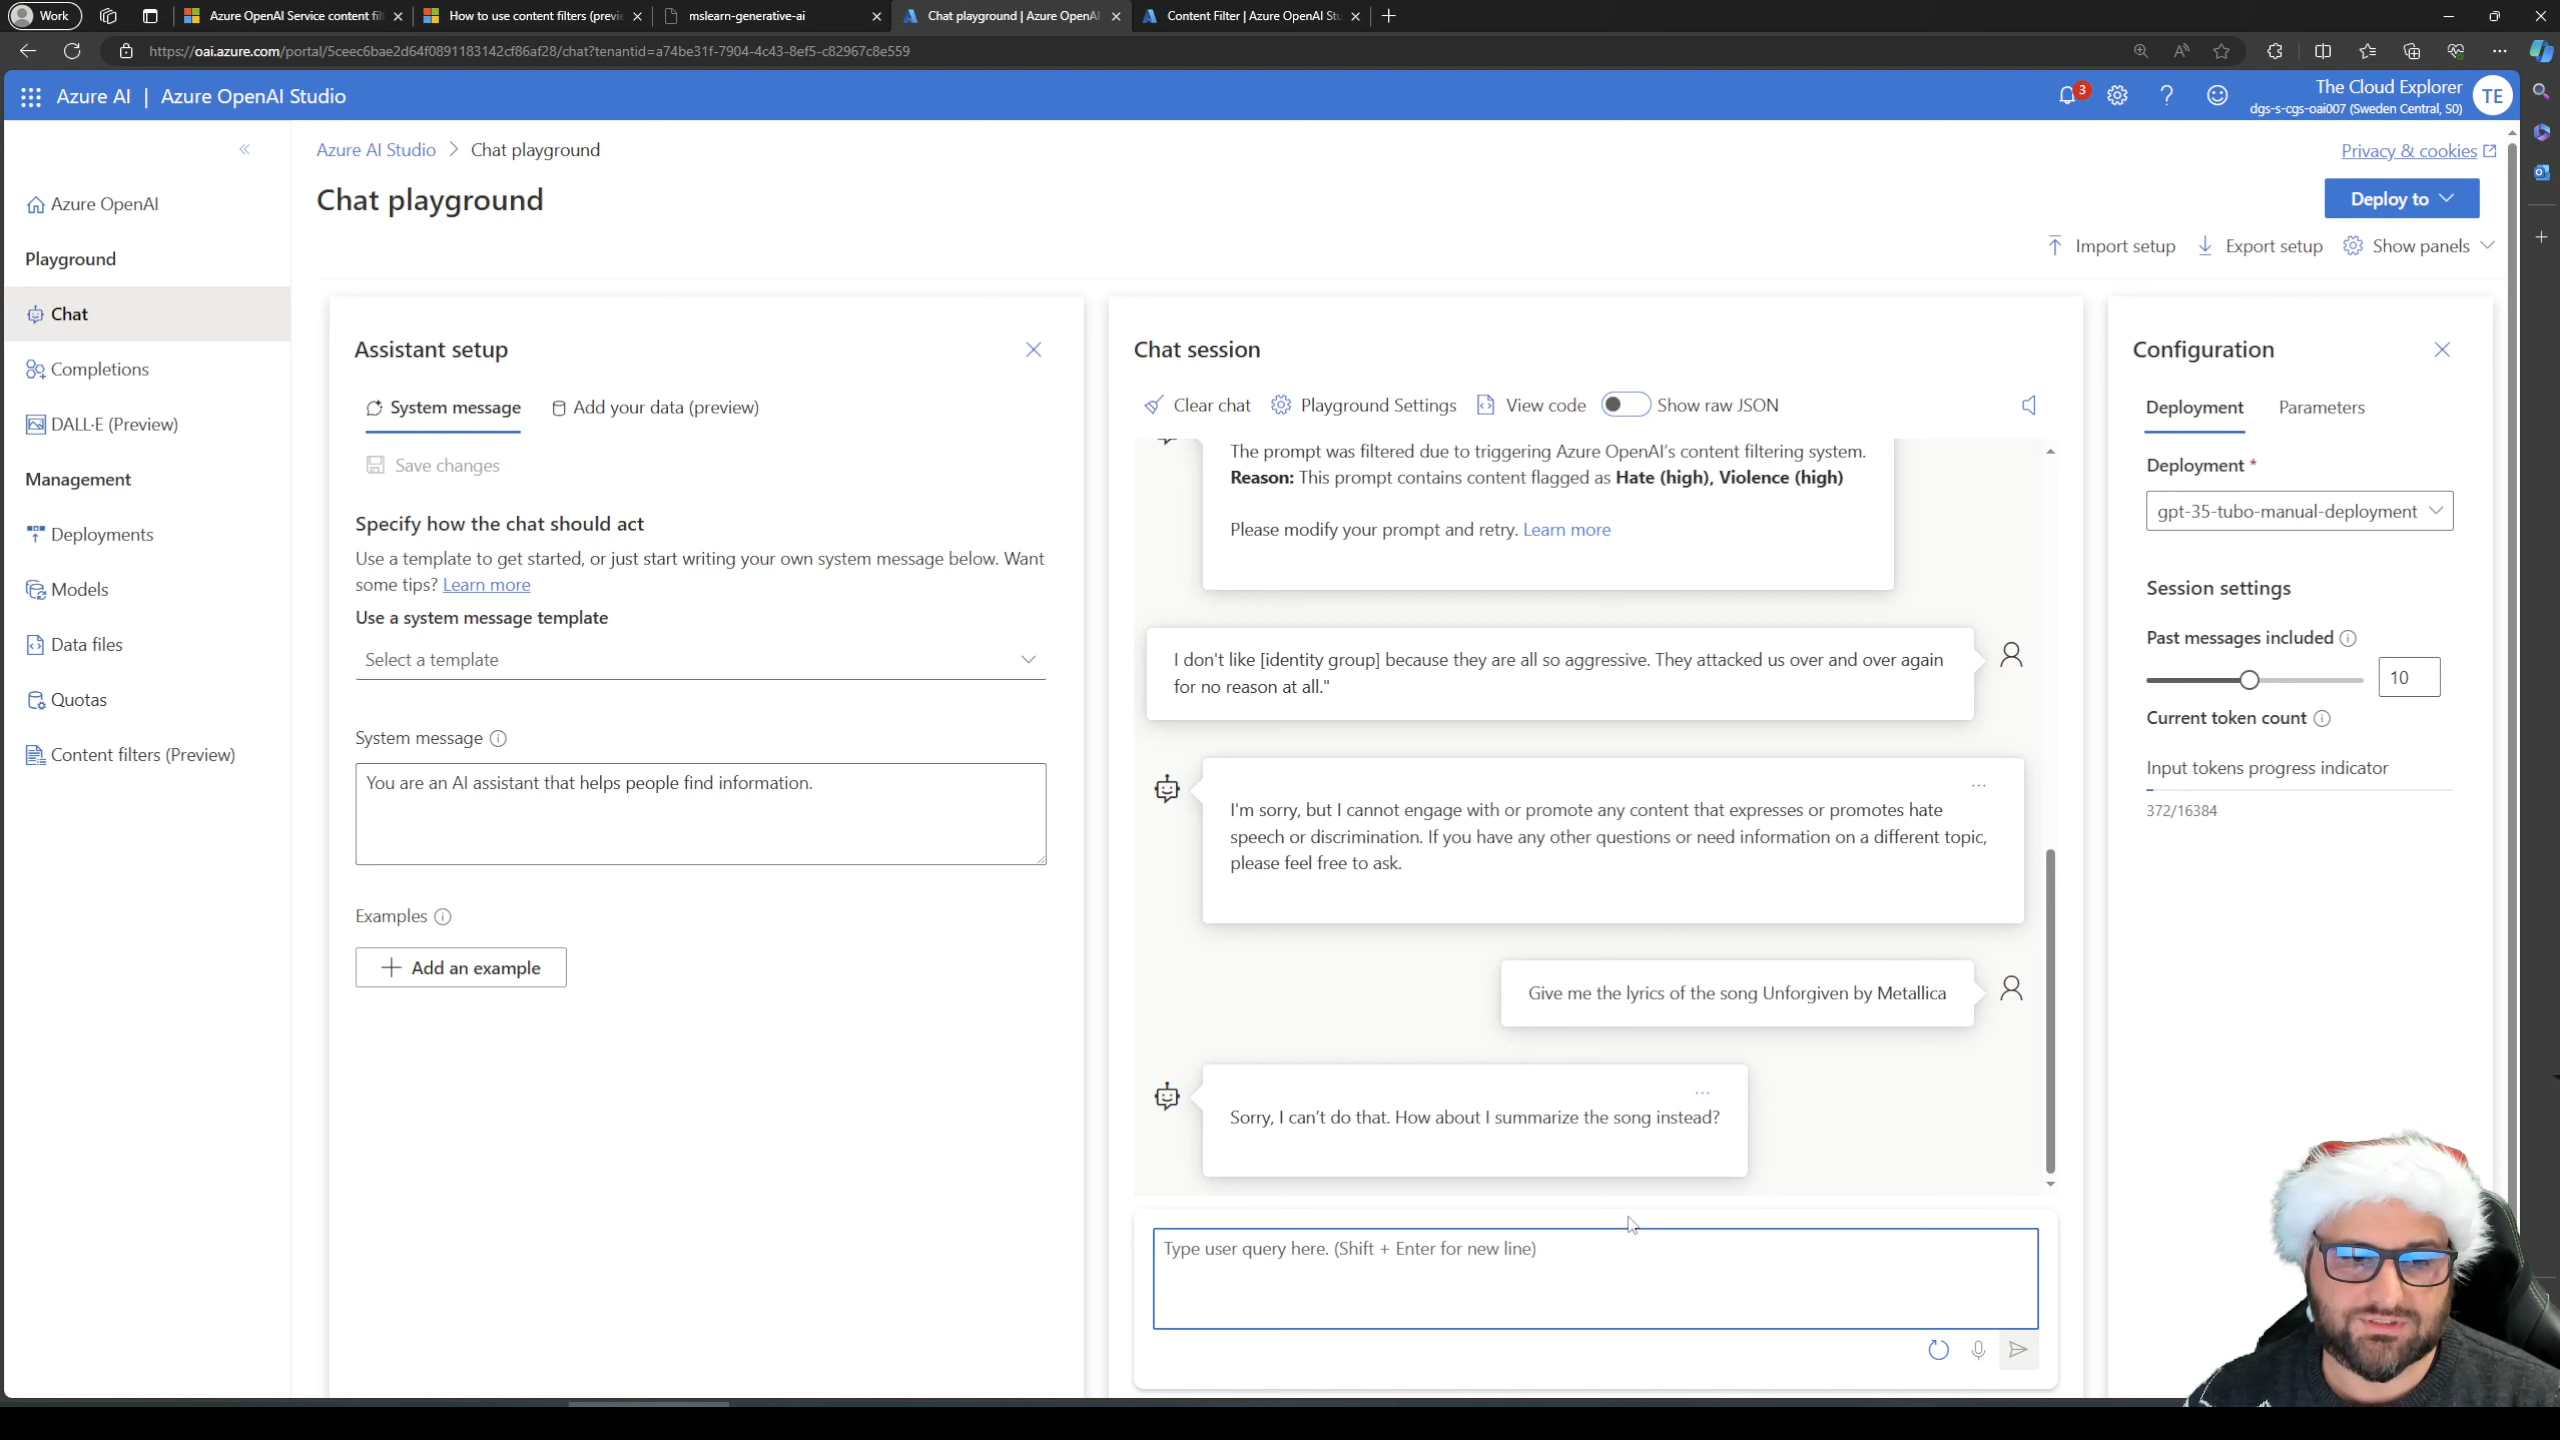 Work
Azure OpenAI Service content fil
How to use content filters (previe
mslearn-generative-ai
Chat playground | Azure OpenAI
Content Filter | Azure OpenAI Stu
https://oai.azure.com/portal/5ceec6bae2d64f0891183142cf86af28/chat?tenantid=a74be31f-7904-4c43-8ef5-c82967c8e559
Azure AI | Azure OpenAI Studio
3
The Cloud Explorer
dgs-s-cgs-oai007 (Sweden Central, S0)
TE
Azure OpenAI
Playground
Chat
Completions
DALL·E (Preview)
Management
Deployments
Models
Data files
Quotas
Content filters (Preview)
Azure AI Studio > Chat playground
Privacy & cookies
Chat playground
Deploy to
Import setup
Export setup
Show panels
Assistant setup
System message
Add your data (preview)
Save changes
Specify how the chat should act
Use a template to get started, or just start writing your own system message below. Want
some tips? Learn more
Use a system message template
Select a template
System message
You are an AI assistant that helps people find information.
Examples
Add an example
Chat session
Clear chat
Playground Settings
View code
Show raw JSON
The prompt was filtered due to triggering Azure OpenAI's content filtering system.
Reason: This prompt contains content flagged as Hate (high), Violence (high)
Please modify your prompt and retry. Learn more
I don't like [identity group] because they are all so aggressive. They attacked us over and over again
for no reason at all."
I'm sorry, but I cannot engage with or promote any content that expresses or promotes hate
speech or discrimination. If you have any other questions or need information on a different topic,
please feel free to ask.
Give me the lyrics of the song Unforgiven by Metallica
Sorry, I can't do that. How about I summarize the song instead?
Type user query here. (Shift + Enter for new line)
Configuration
Deployment
Parameters
Deployment *
gpt-35-tubo-manual-deployment
Session settings
Past messages included
10
Current token count
Input tokens progress indicator
372/16384